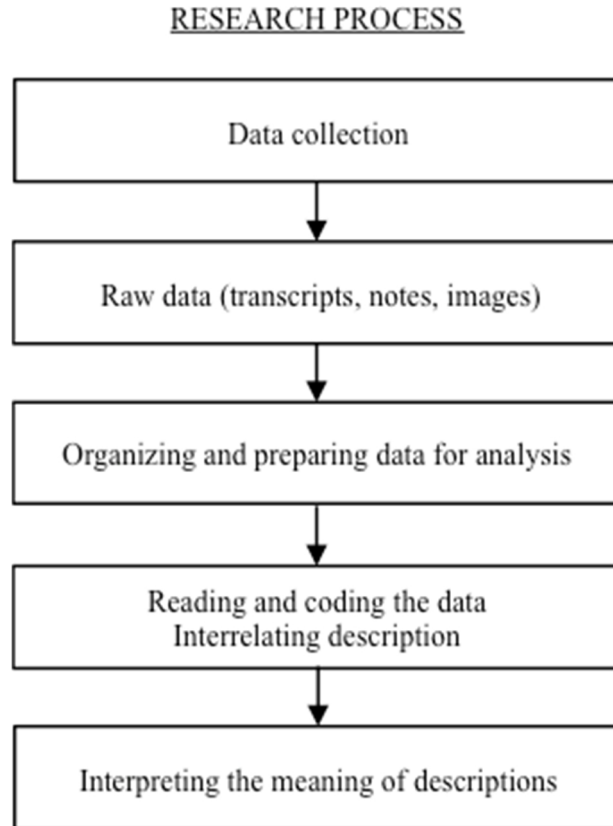 RESEARCH PROCESS
Data collection
Raw data (transcripts, notes, images)
Organizing and preparing data for analysis
Reading and coding the data
Interrelating description
Interpreting the meaning of descriptions